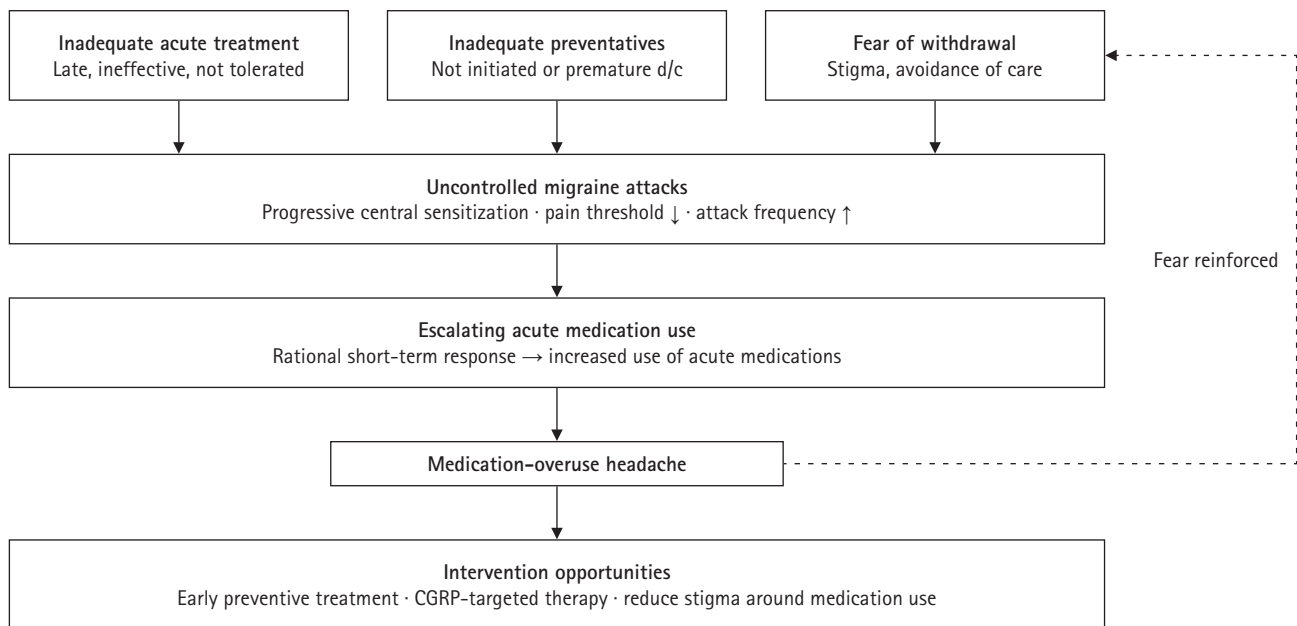 Inadequate acute treatment
Late, ineffective, not tolerated
Inadequate preventatives
Not initiated or premature d/c
Fear of withdrawal
Stigma, avoidance of care
Uncontrolled migraine attacks
Progressive central sensitization · pain threshold ↓ · attack frequency ↑
Fear reinforced
Escalating acute medication use
Rational short-term response → increased use of acute medications
Medication-overuse headache
Intervention opportunities
Early preventive treatment · CGRP-targeted therapy · reduce stigma around medication use